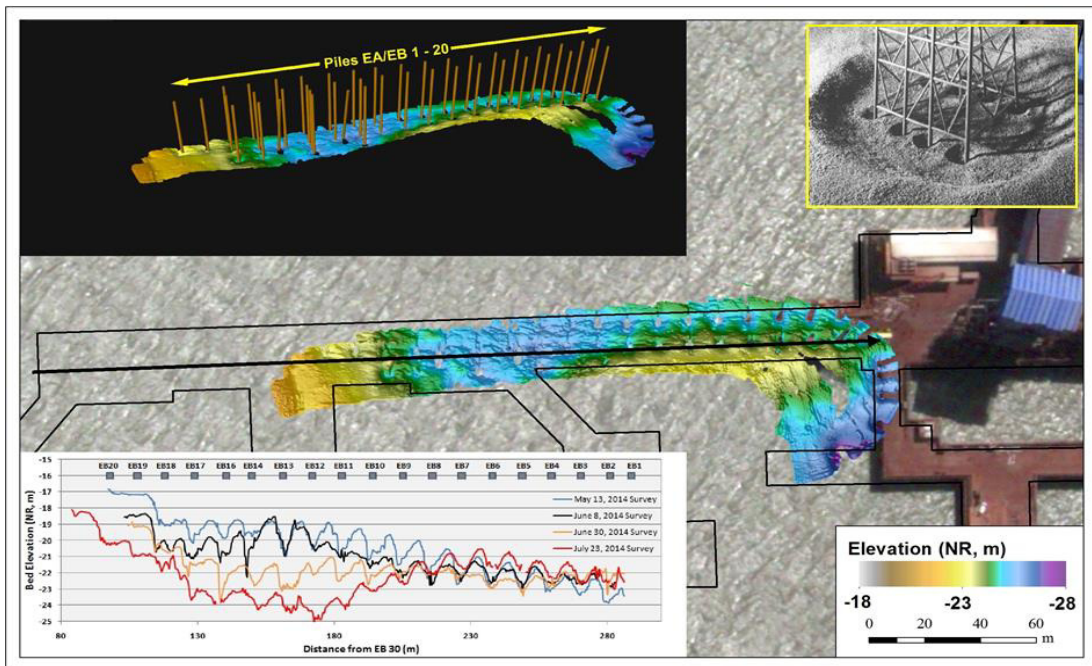 Piles EA/EB 1 - 20
EB20 EB19 EB18 EB17 EB16 EB14 EB13 EB12 EB11 EB10 EB9 EB8 EB7 EB6 EB5 EB4 EB3 EB2 EB1
-15
-16
-17
-18
-19
-20
-21
-22
-23
-24
-25
Bed Elevation (NR, m)
May 13, 2014 Survey
June 8, 2014 Survey
June 30, 2014 Survey
July 23, 2014 Survey
80 130 180 230 280
Distance from EB 30 (m)
Elevation (NR, m)
-18 -23 -28
0 20 40 60
m